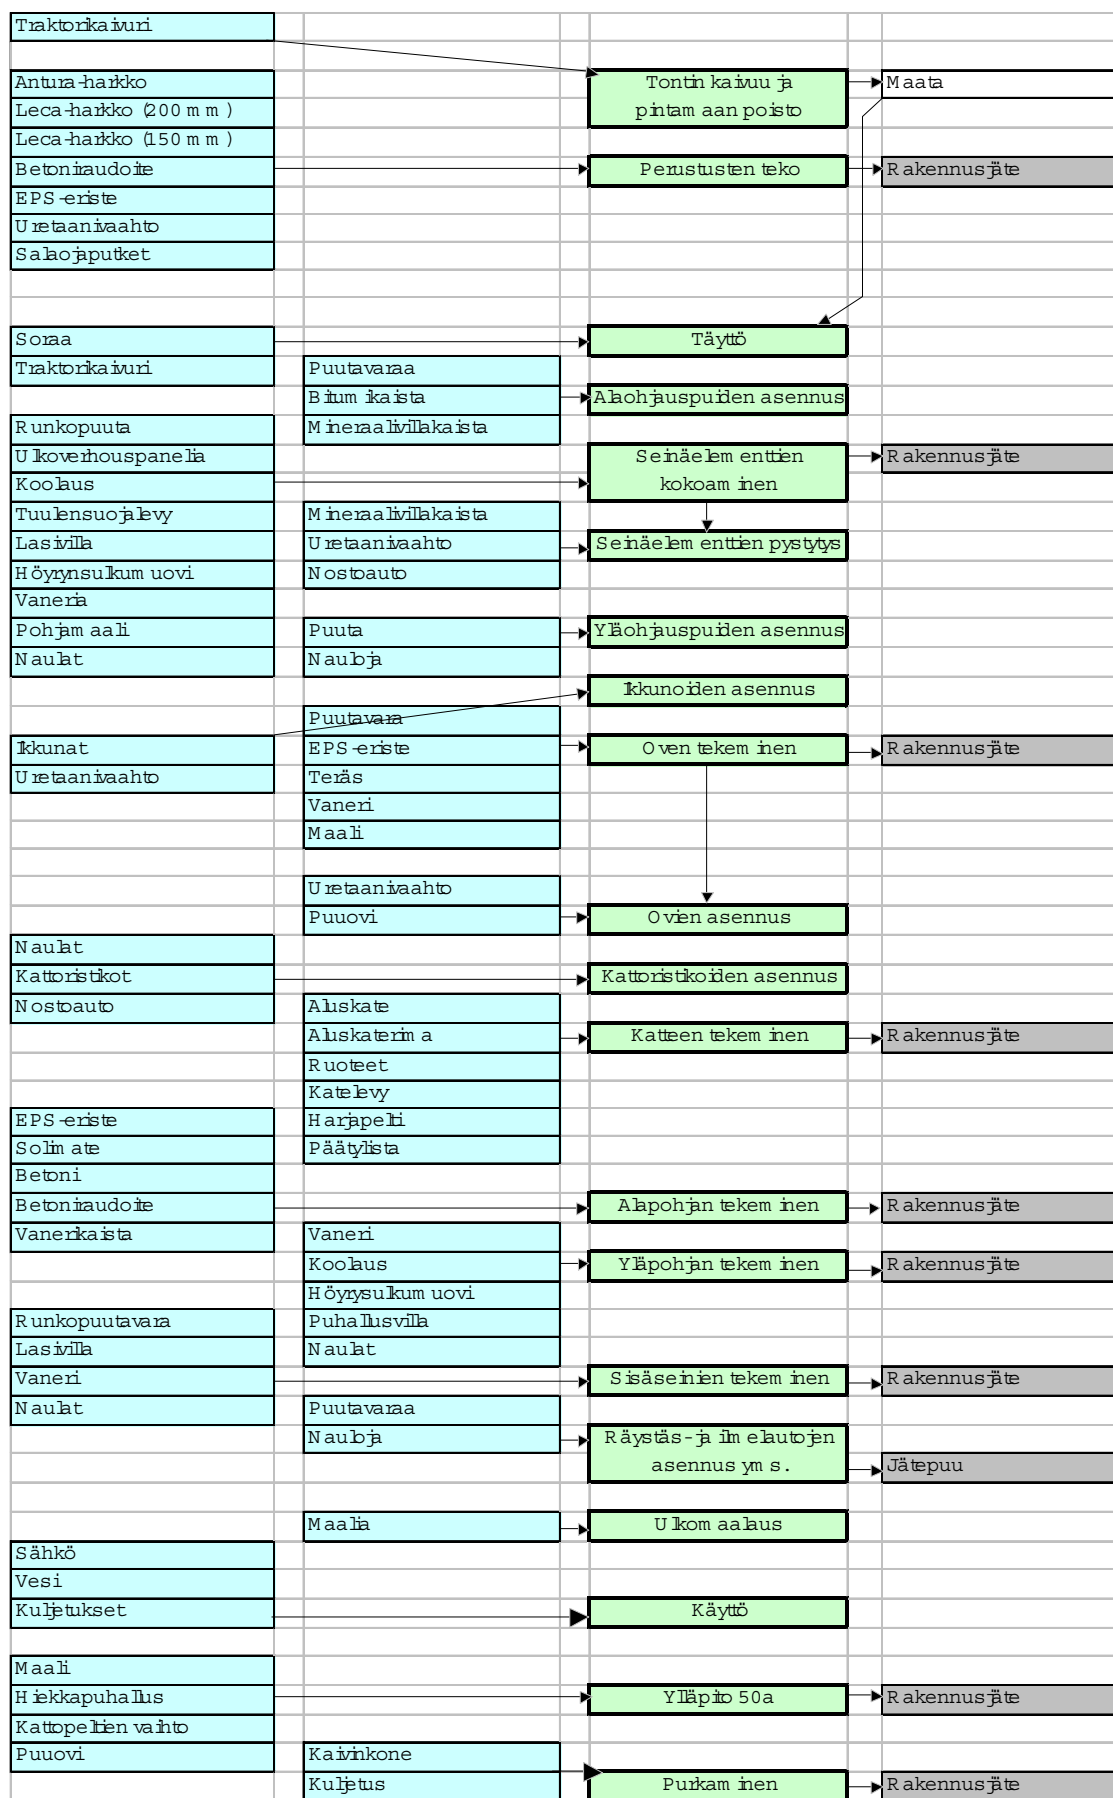 Traktorikaivuri
Antura-harkko
Tontin kaivuu ja
Maata
Leca-harkko (200 mm)
pintamaan poisto
Leca-harkko (150 mm)
Betoniraudoite
Perustusten teko
Rakennusjäte
EPS-eriste
Uretaanivaahto
Salaojaputket
Soraa
Täyttö
Traktorikaivuri
Puutavaraa
Bitumikaista
Alaohjauspuiden asennus
Runkopuuta
Mineraalivillakaista
Ulkoverhouspanelia
Seinäelementtien
Rakennusjäte
Koolaus
kokoaminen
Tuulensuojalevy
Mineraalivillakaista
Lasivilla
Uretaanivaahto
Seinäelementtien pystytys
Höyrynsulkumuovi
Nostoauto
Vaneria
Pohjamaali
Puuta
Yläohjauspuiden asennus
Naulat
Nauloja
Ikkunoiden asennus
Puutavara
Ikkunat
EPS-eriste
Oven tekeminen
Rakennusjäte
Uretaanivaahto
Teräs
Vaneri
Maali
Uretaanivaahto
Puuovi
Ovien asennus
Naulat
Kattoristikot
Kattoristikoiden asennus
Nostoauto
Aluskate
Aluskaterima
Katteen tekeminen
Rakennusjäte
Ruoteet
Katelevy
EPS-eriste
Harjapelti
Solimate
Päätylista
Betoni
Betoniraudoite
Alapohjan tekeminen
Rakennusjäte
Vanerikaista
Vaneri
Koolaus
Yläpohjan tekeminen
Rakennusjäte
Höyrysulkumuovi
Runkopuutavara
Puhallusvilla
Lasivilla
Naulat
Vaneri
Sisäseinien tekeminen
Rakennusjäte
Naulat
Puutavaraa
Nauloja
Räystäs- ja ilmelautojen
asennus yms.
Jätepuu
Maalia
Ulkomaalaus
Sähkö
Vesi
Kuljetukset
Käyttö
Maali
Hiekkapuhallus
Ylläpito 50a
Rakennusjäte
Kattopeltien vaihto
Puuovi
Kaivinkone
Kuljetus
Purkaminen
Rakennusjäte